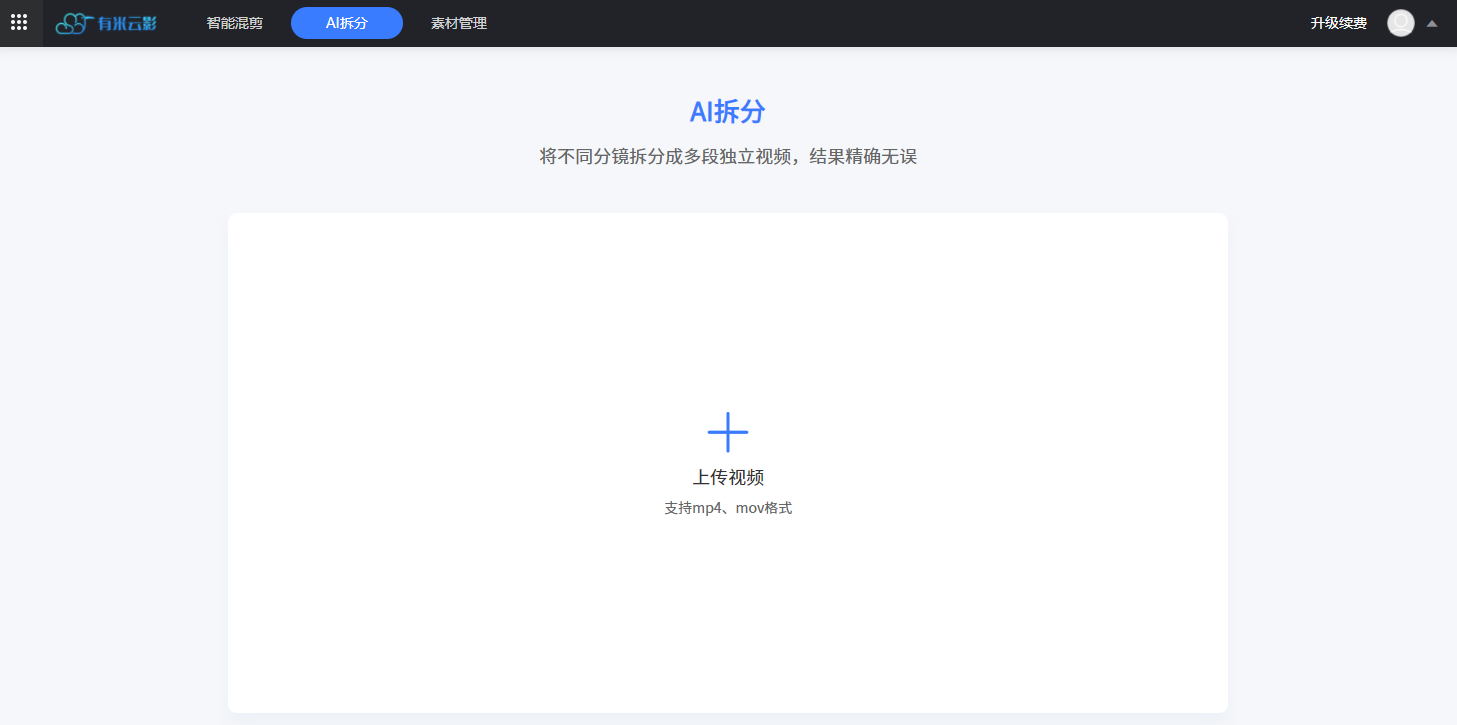 有米云影 智能混剪 AI拆分 素材管理 升级续费
AI拆分
将不同分镜拆分成多段独立视频，结果精确无误
上传视频
支持mp4、mov格式